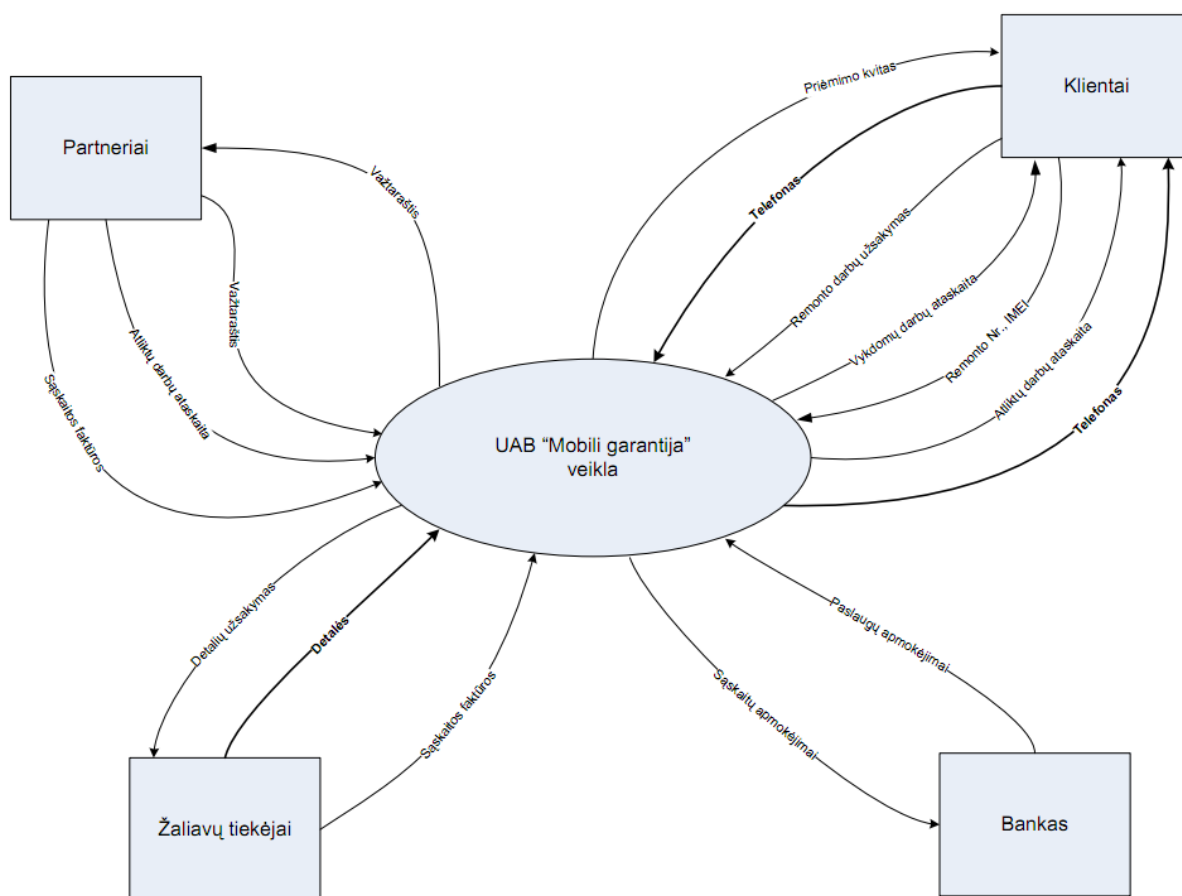 Klientai
Priėmimo kvitas
Partneriai
Važtaraštis
Telefonas
Remonto darbų užsakymas
Vykdomų darbų ataskaita
Remonto Nr., IMEI
Atliktų darbų ataskaita
Telefonas
Važtaraštis
Atliktų darbų ataskaita
Sąskaitos faktūros
UAB “Mobili garantija”
veikla
Detalių užsakymas
Detalės
Sąskaitos faktūros
Sąskaitų apmokėjimai
Paslaugų apmokėjimai
Žaliavų tiekėjai
Bankas